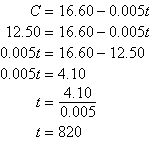 C = 16.60 − 0.005t
12.50 = 16.60 − 0.005t
0.005t = 16.60 − 12.50
0.005t = 4.10
t = 4.10/0.005
t = 820